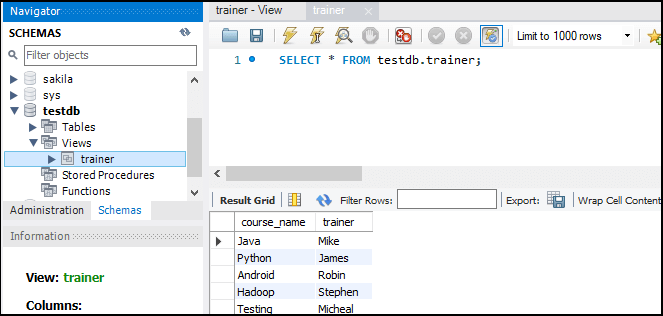 Navigator
SCHEMAS
Filter objects
sakila
sys
testdb
Tables
Views
trainer
Stored Procedures
Functions
Administration Schemas
Information
View: trainer
Columns:
trainer - View trainer
Limit to 1000 rows
1 SELECT * FROM testdb.trainer;
Result Grid Filter Rows: Export: Wrap Cell Content
course_name trainer
Java Mike
Python James
Android Robin
Hadoop Stephen
Testing Micheal